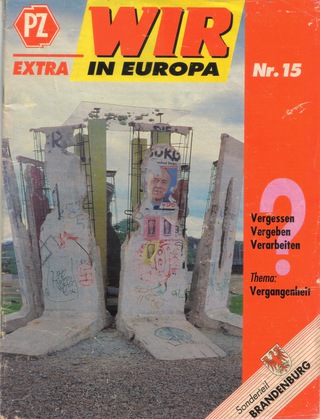 PZ
WIR
EXTRA
IN EUROPA
Nr. 15
?
Vergessen
Vergeben
Verarbeiten
Thema:
Vergangenheit
Sonderteil
BRANDENBURG